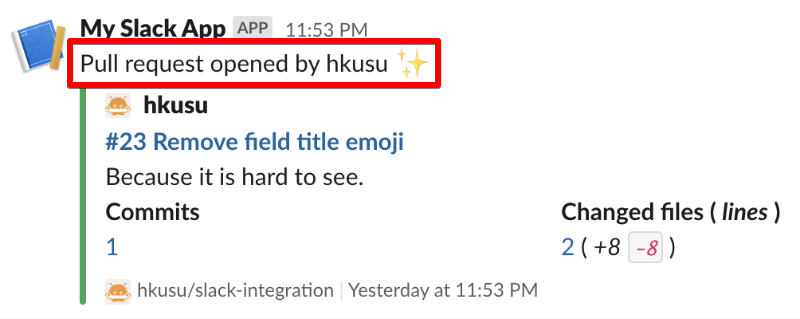 My Slack App APP 11:53 PM
Pull request opened by hkusu ✨
hkusu
#23 Remove field title emoji
Because it is hard to see.
Commits Changed files ( lines )
1 2 ( +8 -8 )
hkusu/slack-integration | Yesterday at 11:53 PM